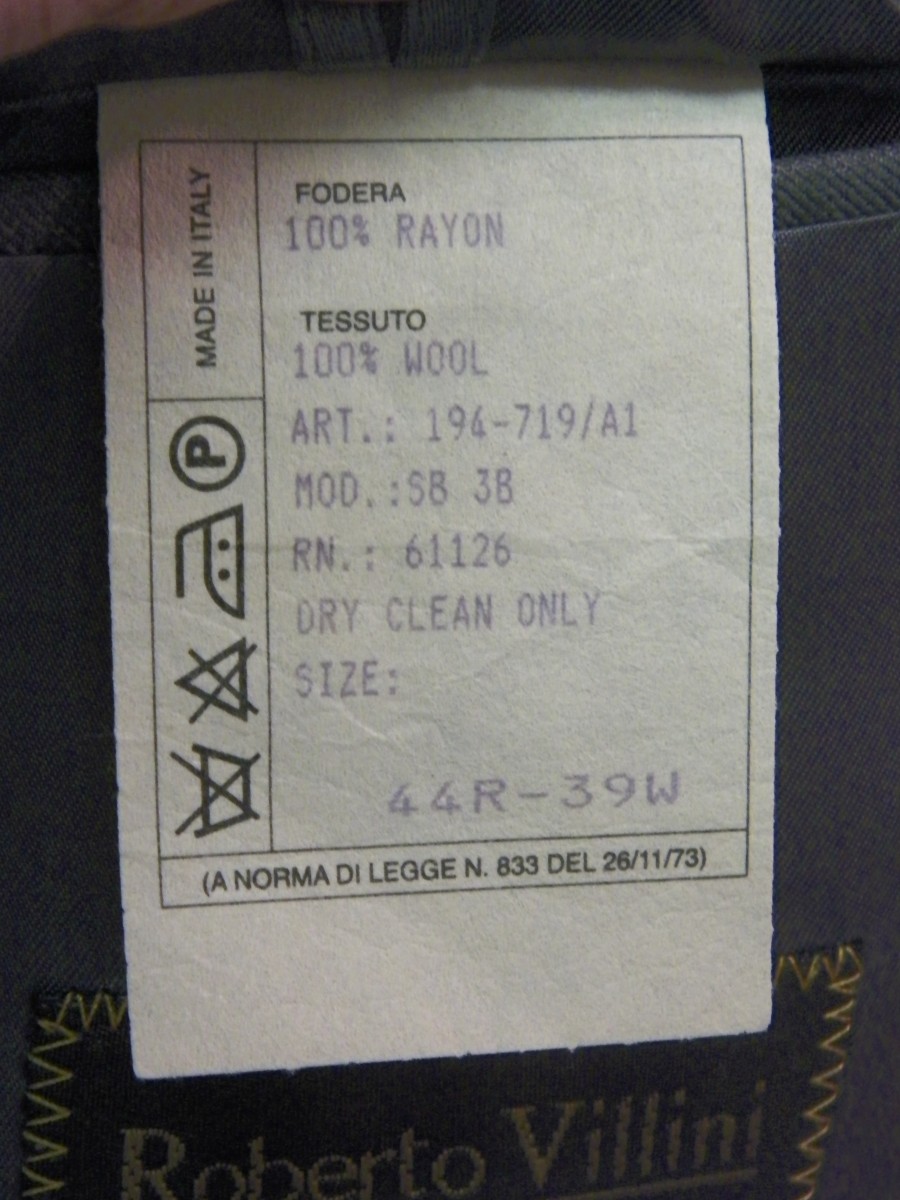 MADE IN ITALY
P
FODERA
100% RAYON
TESSUTO
100% WOOL
ART.: 194-719/A1
MOD.:SB 3B
RN.: 61126
DRY CLEAN ONLY
SIZE:
44R-39W
(A NORMA DI LEGGE N. 833 DEL 26/11/73)
Roberto Villini